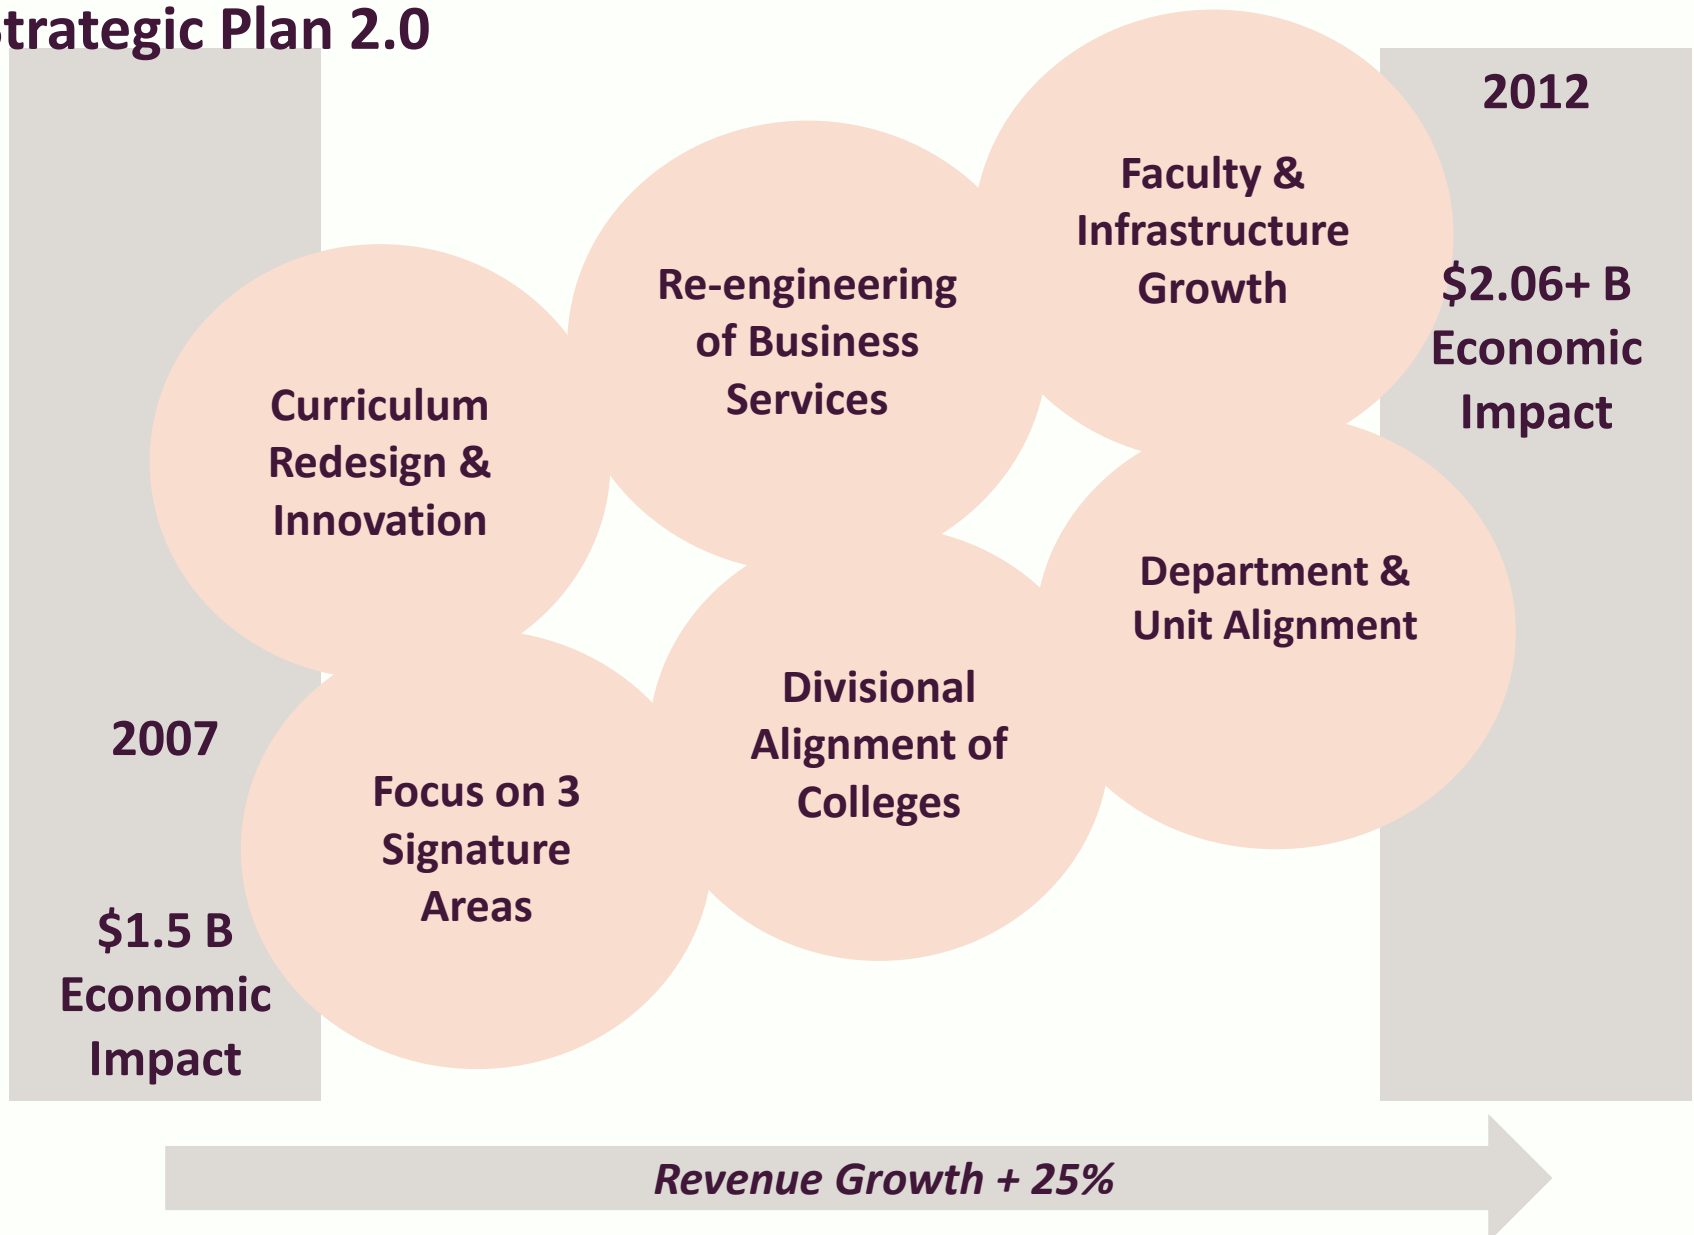 trategic Plan 2.0
2012
Faculty &
Infrastructure
Growth
$2.06+ B
Economic
Impact
Re-engineering
of Business
Services
Curriculum
Redesign &
Innovation
Department &
Unit Alignment
Divisional
Alignment of
Colleges
2007
Focus on 3
Signature
Areas
$1.5 B
Economic
Impact
Revenue Growth + 25%